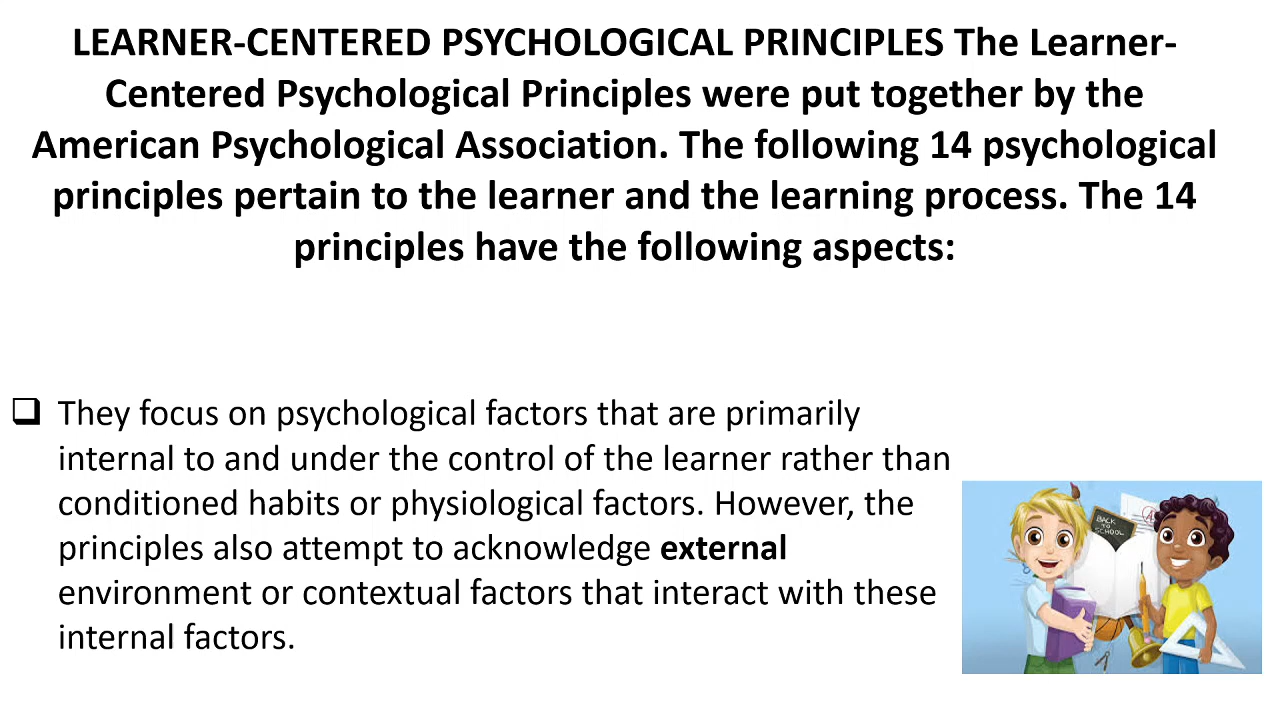 LEARNER-CENTERED PSYCHOLOGICAL PRINCIPLES The Learner-
Centered Psychological Principles were put together by the
American Psychological Association. The following 14 psychological
principles pertain to the learner and the learning process. The 14
principles have the following aspects:
They focus on psychological factors that are primarily
internal to and under the control of the learner rather than
conditioned habits or physiological factors. However, the
principles also attempt to acknowledge external
environment or contextual factors that interact with these
internal factors.
BACK
TO
SCHOOL